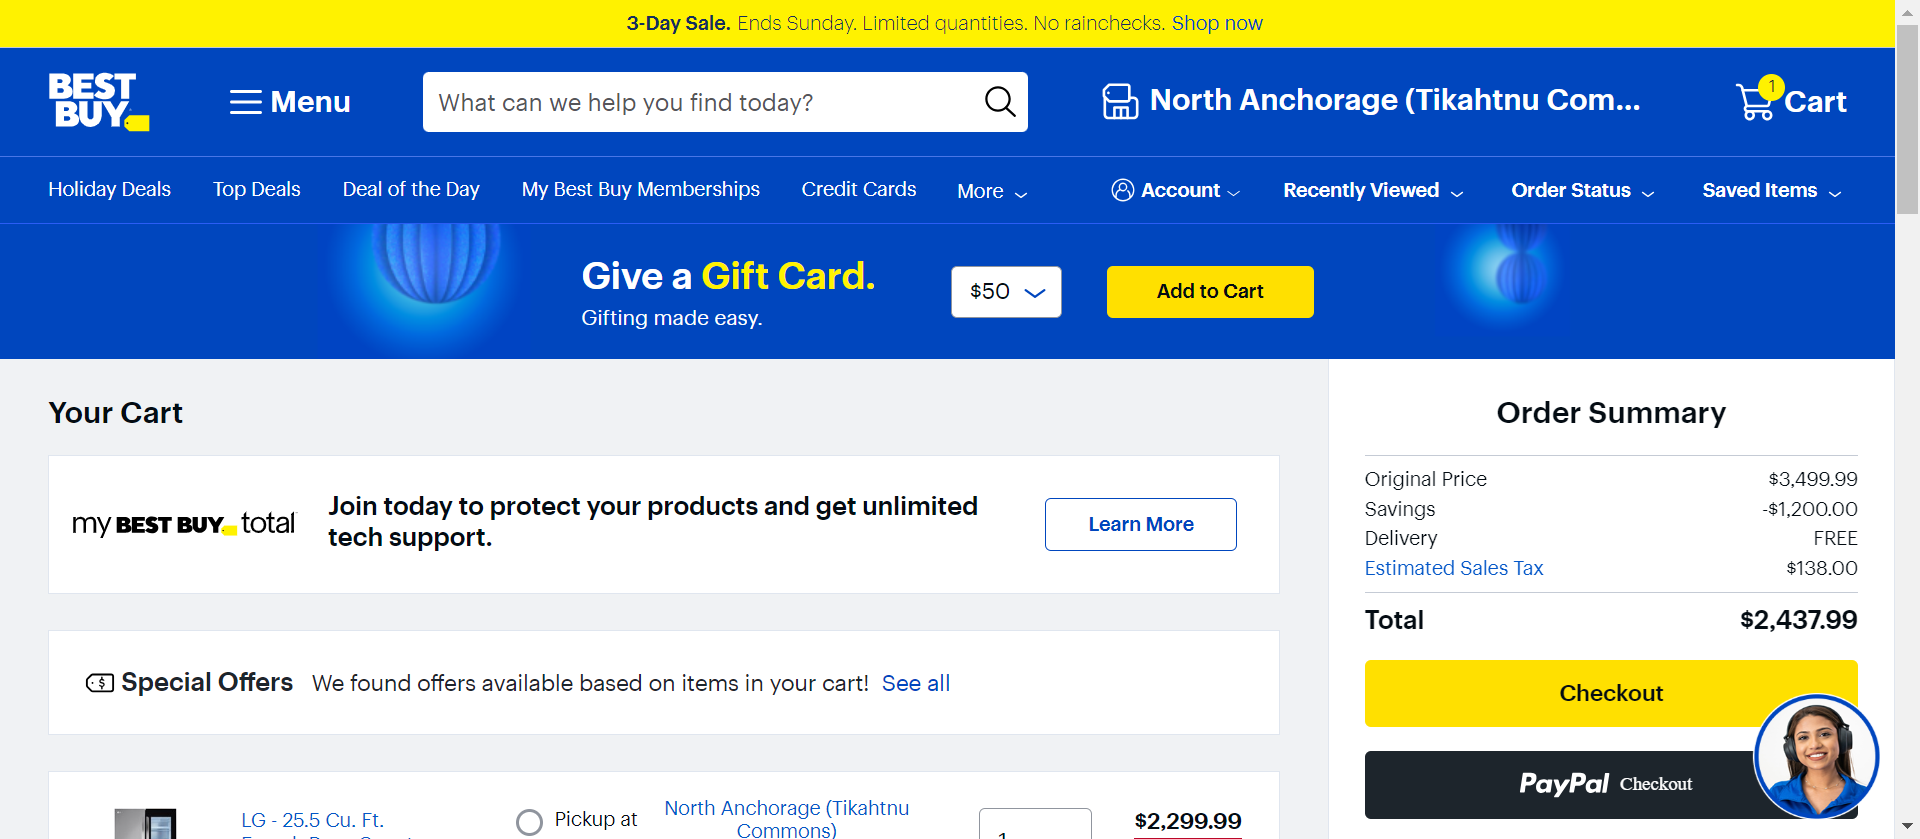 3-Day Sale. Ends Sunday. Limited quantities. No rainchecks. Shop now
BEST BUY
Menu
What can we help you find today?
North Anchorage (Tikahtnu Com...
1
Cart
Holiday Deals
Top Deals
Deal of the Day
My Best Buy Memberships
Credit Cards
More
Account
Recently Viewed
Order Status
Saved Items
Give a Gift Card.
Gifting made easy.
$50
Add to Cart
Your Cart
my BEST BUY total
Join today to protect your products and get unlimited
tech support.
Learn More
Special Offers We found offers available based on items in your cart! See all
LG - 25.5 Cu. Ft.
Pickup at
North Anchorage (Tikahtnu
Commons)
$2,299.99
Order Summary
Original Price $3,499.99
Savings -$1,200.00
Delivery FREE
Estimated Sales Tax $138.00
Total $2,437.99
Checkout
PayPal Checkout